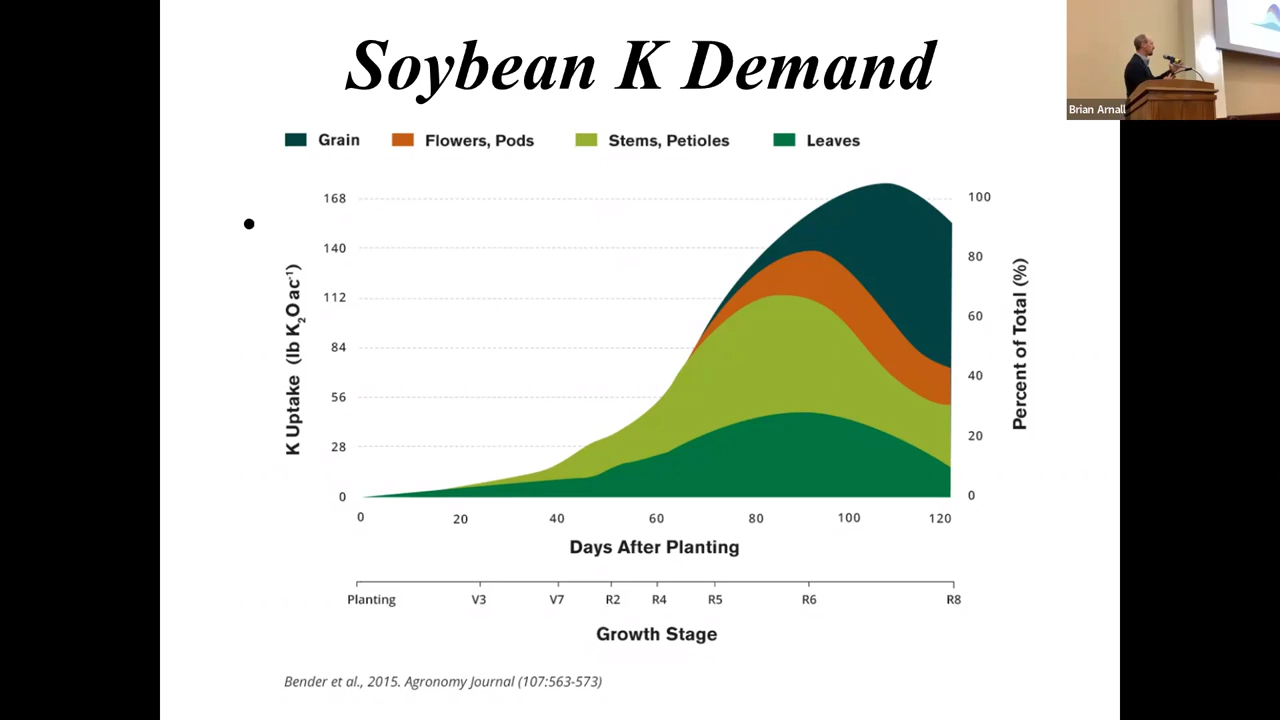 Soybean K Demand
Brian Arnall
Grain Flowers, Pods Stems, Petioles Leaves
K Uptake (lb K₂O ac⁻¹)
168
140
112
84
56
28
0
100
80
60
40
20
0
Percent of Total (%)
0 20 40 60 80 100 120
Days After Planting
Planting V3 V7 R2 R4 R5 R6 R8
Growth Stage
Bender et al., 2015. Agronomy Journal (107:563-573)